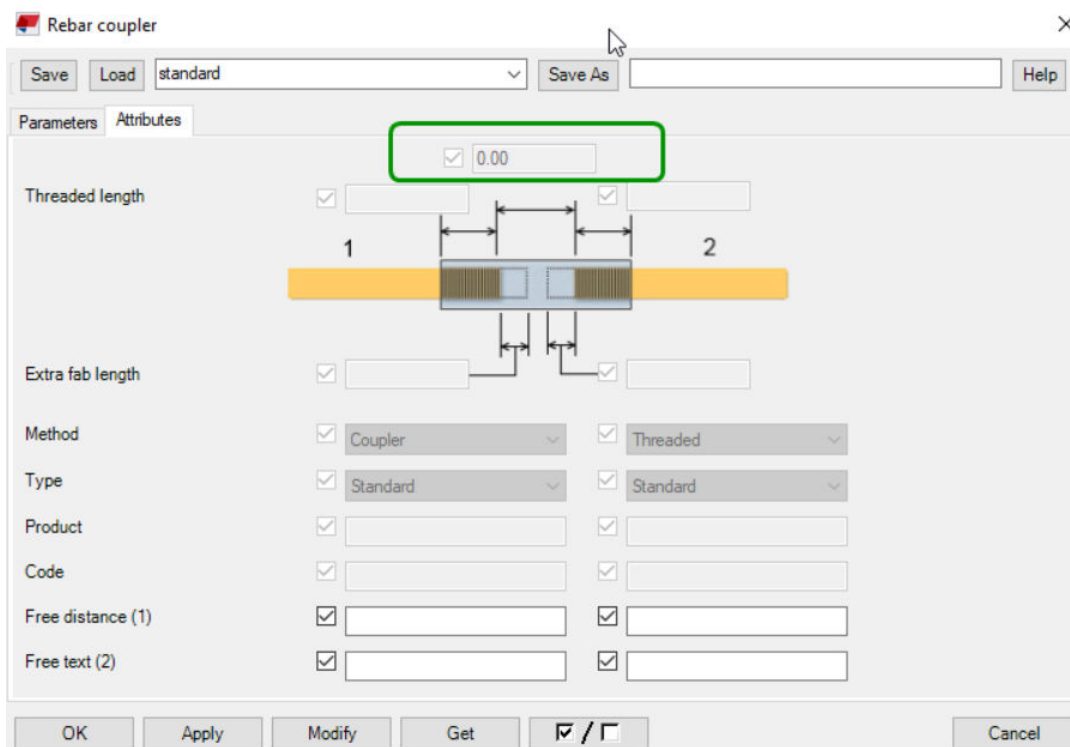 Rebar coupler
Save Load standard Save As Help
Parameters Attributes
0.00
Threaded length
1 2
Extra fab length
Method Coupler Threaded
Type Standard Standard
Product
Code
Free distance (1)
Free text (2)
OK Apply Modify Get / Cancel